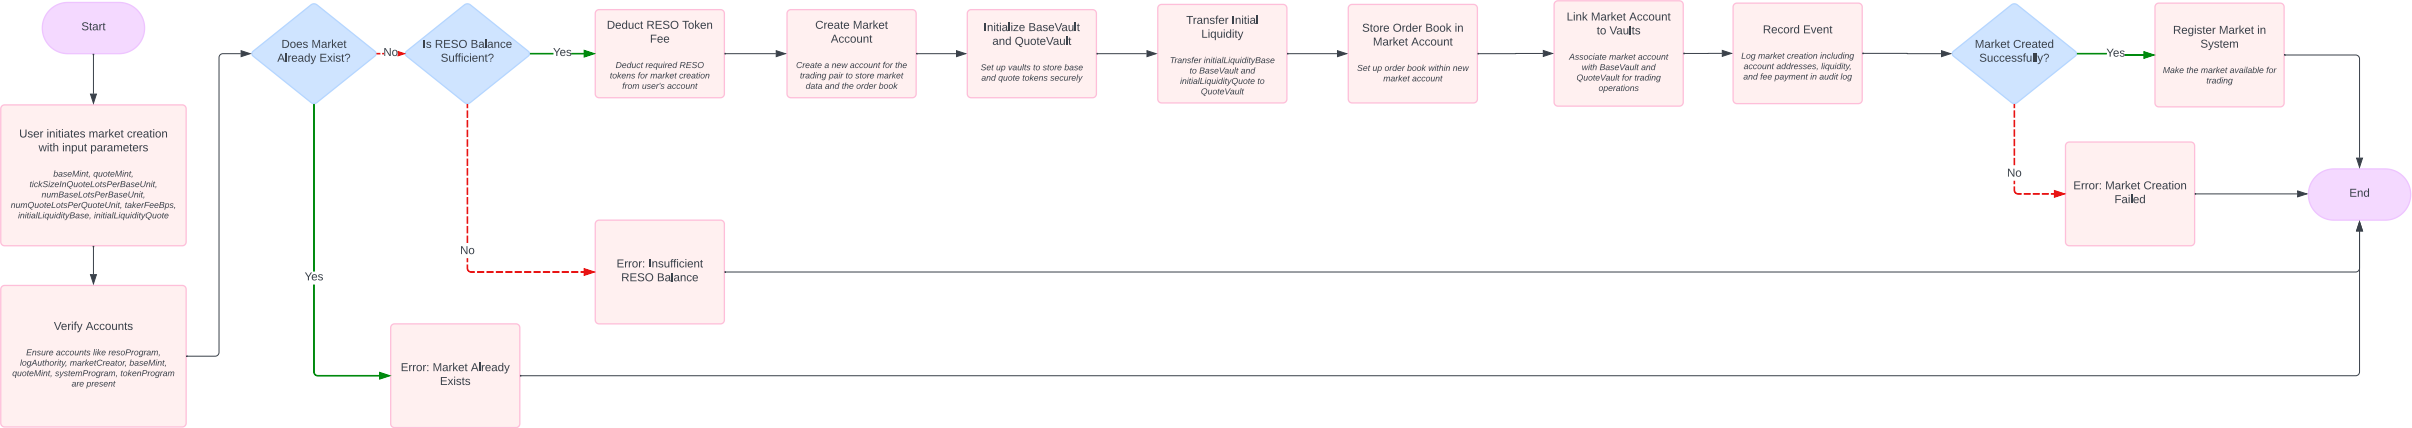 Start
User initiates market creation
with input parameters
baseMint, quoteMint,
tickSizeInQuoteLotsPerBaseUnit,
numBaseLotsPerBaseUnit,
numQuoteLotsPerQuoteUnit, takerFeeBps,
initialLiquidityBase, initialLiquidityQuote
Verify Accounts
Ensure accounts like resoProgram,
logAuthority, marketCreator, baseMint,
quoteMint, systemProgram, tokenProgram
are present
Does Market
Already Exist?
No
Yes
Error: Market Already
Exists
Is RESO Balance
Sufficient?
Yes
No
Error: Insufficient
RESO Balance
Deduct RESO Token
Fee
Deduct required RESO
tokens for market creation
from user's account
Create Market
Account
Create a new account for the
trading pair to store market
data and the order book
Initialize BaseVault
and QuoteVault
Set up vaults to store base
and quote tokens securely
Transfer Initial
Liquidity
Transfer initialLiquidityBase
to BaseVault and
initialLiquidityQuote to
QuoteVault
Store Order Book in
Market Account
Set up order book within new
market account
Link Market Account
to Vaults
Associate market account
with BaseVault and
QuoteVault for trading
operations
Record Event
Log market creation including
account addresses, liquidity,
and fee payment in audit log
Market Created
Successfully?
Yes
No
Register Market in
System
Make the market available for
trading
Error: Market Creation
Failed
End